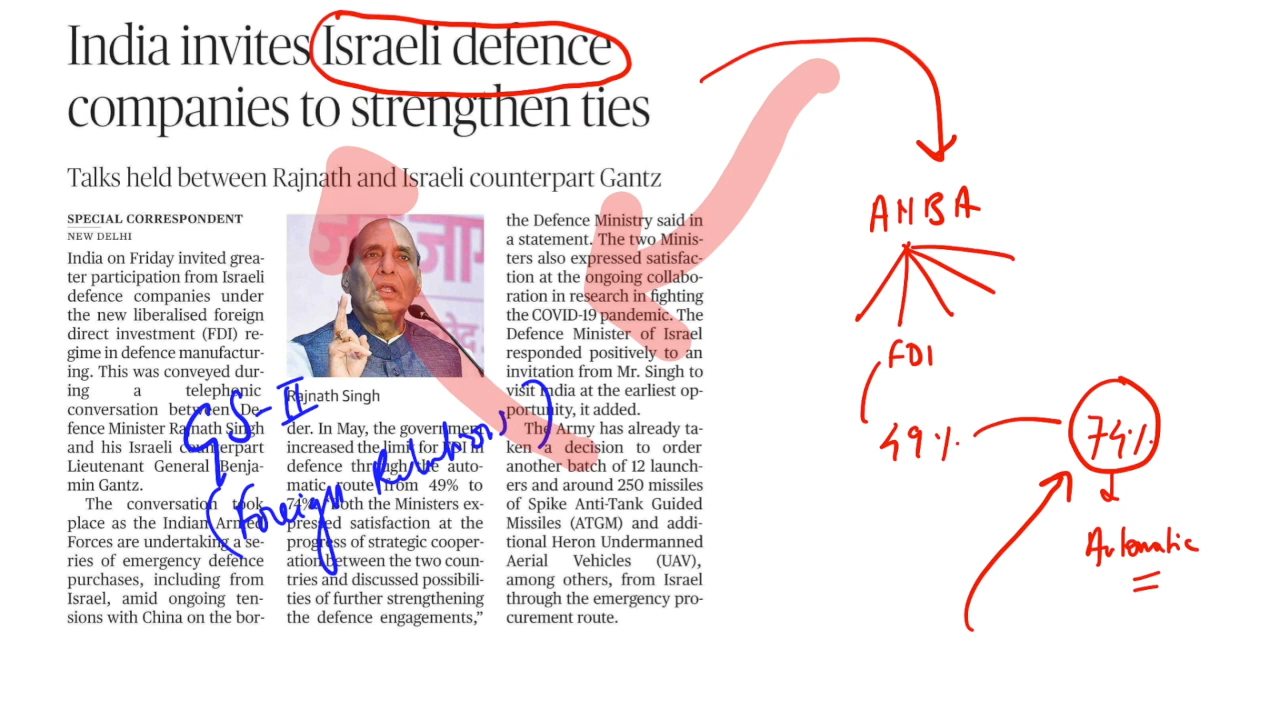 India invites Israeli defence
companies to strengthen ties
Talks held between Rajnath and Israeli counterpart Gantz
SPECIAL CORRESPONDENT
NEW DELHI
India on Friday invited grea-
ter participation from Israeli
defence companies under
the new liberalised foreign
direct investment (FDI) re-
gime in defence manufactur-
ing. This was conveyed dur-
ing a telephonic
conversation between De-
fence Minister Rajnath Singh
and his Israeli counterpart
Lieutenant General Benja-
min Gantz.
The conversation took
place as the Indian Armed
Forces are undertaking a se-
ries of emergency defence
purchases, including from
Israel, amid ongoing ten-
sions with China on the bor-
Rajnath Singh
der. In May, the government
increased the limit for FDI in
defence through the auto-
matic route from 49% to
74%. "Both the Ministers ex-
pressed satisfaction at the
progress of strategic cooper-
ation between the two coun-
tries and discussed possibili-
ties of further strengthening
the defence engagements,"
the Defence Ministry said in
a statement. The two Minis-
ters also expressed satisfac-
tion at the ongoing collabo-
ration in research in fighting
the COVID-19 pandemic. The
Defence Minister of Israel
responded positively to an
invitation from Mr. Singh to
visit India at the earliest op-
portunity, it added.
The Army has already ta-
ken a decision to order
another batch of 12 launch-
ers and around 250 missiles
of Spike Anti-Tank Guided
Missiles (ATGM) and addi-
tional Heron Undermanned
Aerial Vehicles (UAV),
among others, from Israel
through the emergency pro-
curement route.
GS-II
(Foreign Relations)
ANBA
FDI
49%
74%
Automatic